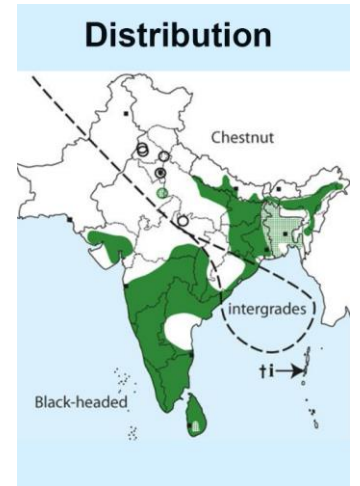 Distribution
Chestnut
intergrades
†i
Black-headed